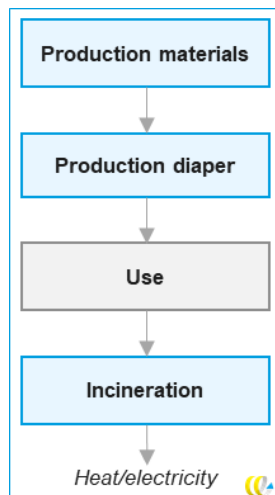 Production materials
Production diaper
Use
Incineration
Heat/electricity